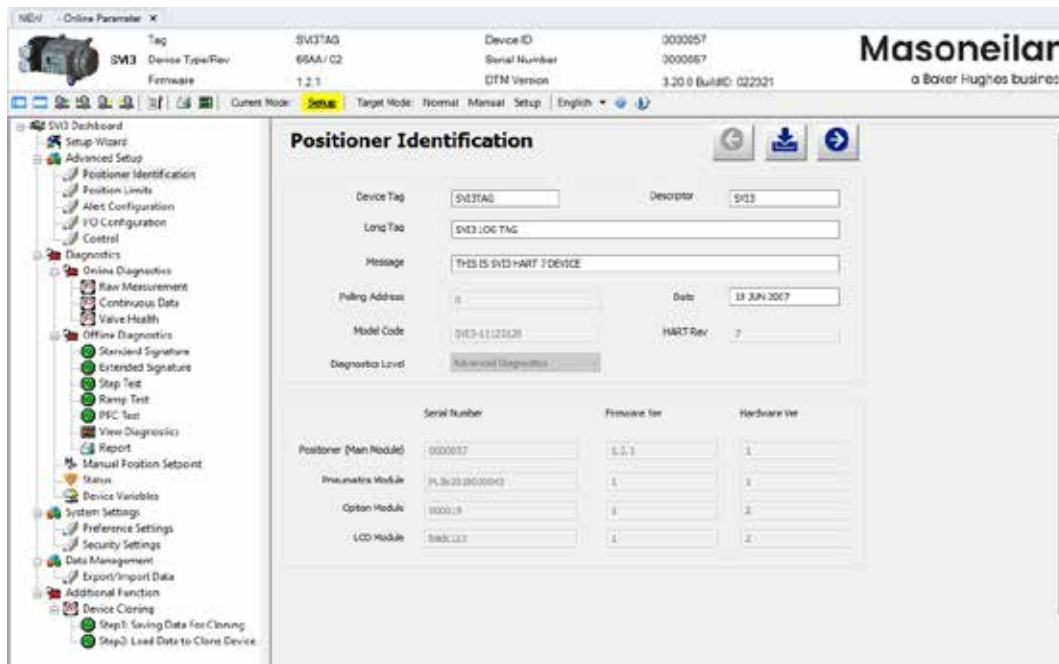 Online Parameter ×
Tag SVI3TAG Device ID 0000057
SVI3 Device Type/Rev 66AA / 02 Serial Number 0000057
Firmware 1.2.1 DTM Version 3.20.0 BuildID: 022321
Masoneilan
a Baker Hughes business
Current Mode: Setup Target Mode: Normal Manual Setup English
SVI3 Dashboard
Setup Wizard
Advanced Setup
Positioner Identification
Position Limits
Alert Configuration
I/O Configuration
Control
Diagnostics
Online Diagnostics
Raw Measurement
Continuous Data
Valve Health
Offline Diagnostics
Standard Signature
Extended Signature
Step Test
Ramp Test
PFC Test
View Diagnostics
Report
Manual Position Setpoint
Status
Device Variables
System Settings
Preference Settings
Security Settings
Data Management
Export/Import Data
Additional Function
Device Cloning
Step1: Saving Data For Cloning
Step2: Load Data to Clone Device
Positioner Identification
Device Tag SVI3TAG Descriptor SVI3
Long Tag SVI3 LOG TAG
Message THIS IS SVI3 HART 7 DEVICE
Polling Address 0 Date 19 JUN 2007
Model Code HART Rev 7
Diagnostics Level Advanced Diagnostics
Serial Number Firmware Ver Hardware Ver
Positioner (Main Module) 0000057 1.2.1 1
Pneumatics Module 1 1
Option Module 000019 1 2
LCD Module 1 2